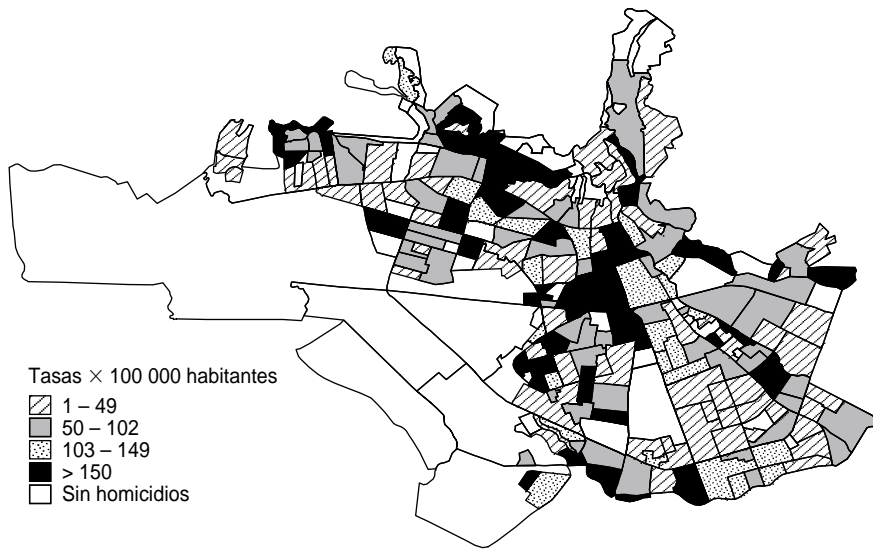 Tasas × 100 000 habitantes
1 – 49
50 – 102
103 – 149
> 150
Sin homicidios